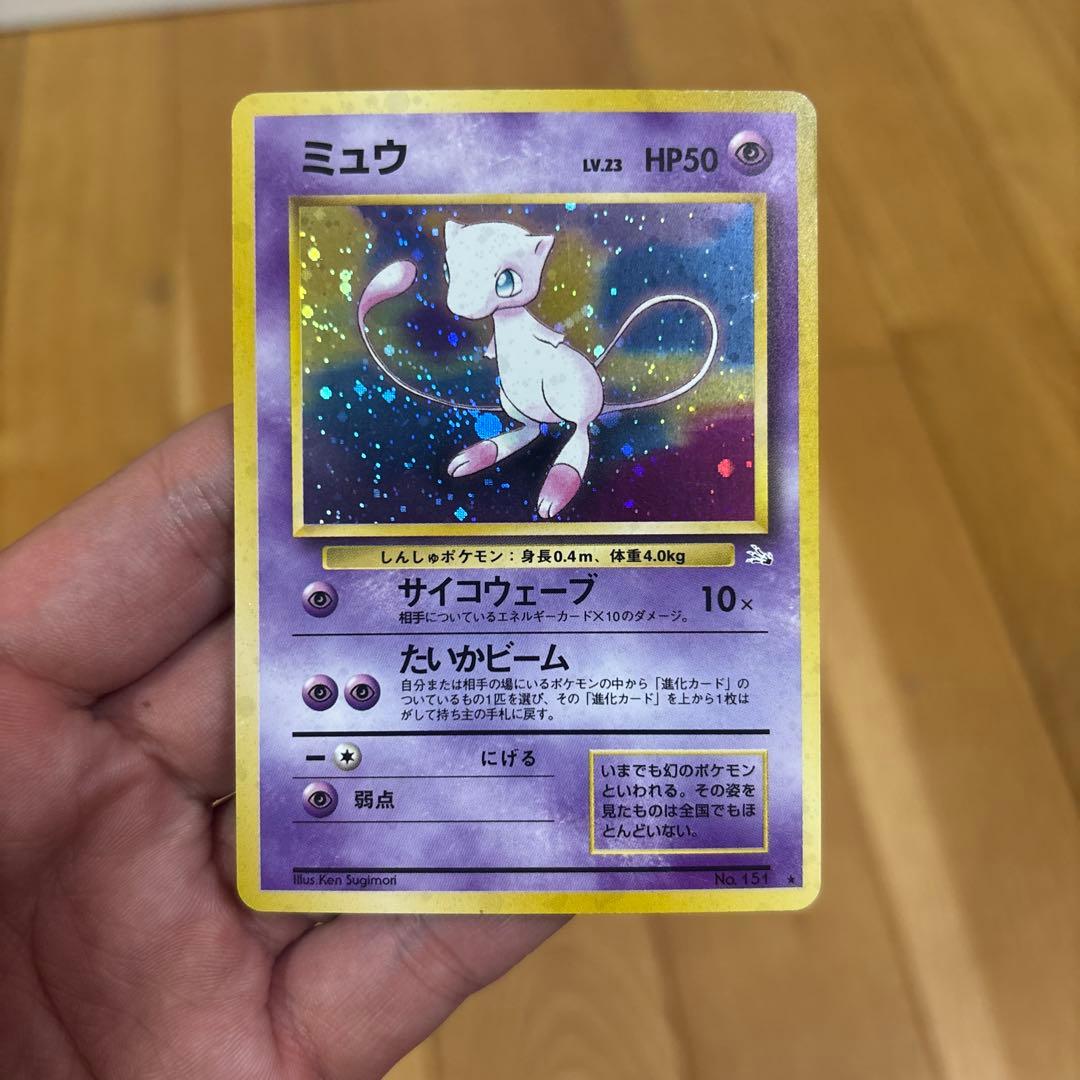 ミュウ LV.23 HP50
しんしゅポケモン：身長0.4m、体重4.0kg
サイコウェーブ 10×
相手についているエネルギーカード×10のダメージ。
たいかビーム
自分または相手の場にいるポケモンの中から「進化カード」の
ついているもの1匹を選び、その「進化カード」を上から1枚は
がして持ち主の手札に戻す。
ー にげる
弱点
いまでも幻のポケモン
といわれる。その姿を
見たものは全国でもほ
とんどいない。
Illus.Ken Sugimori No. 151 ★